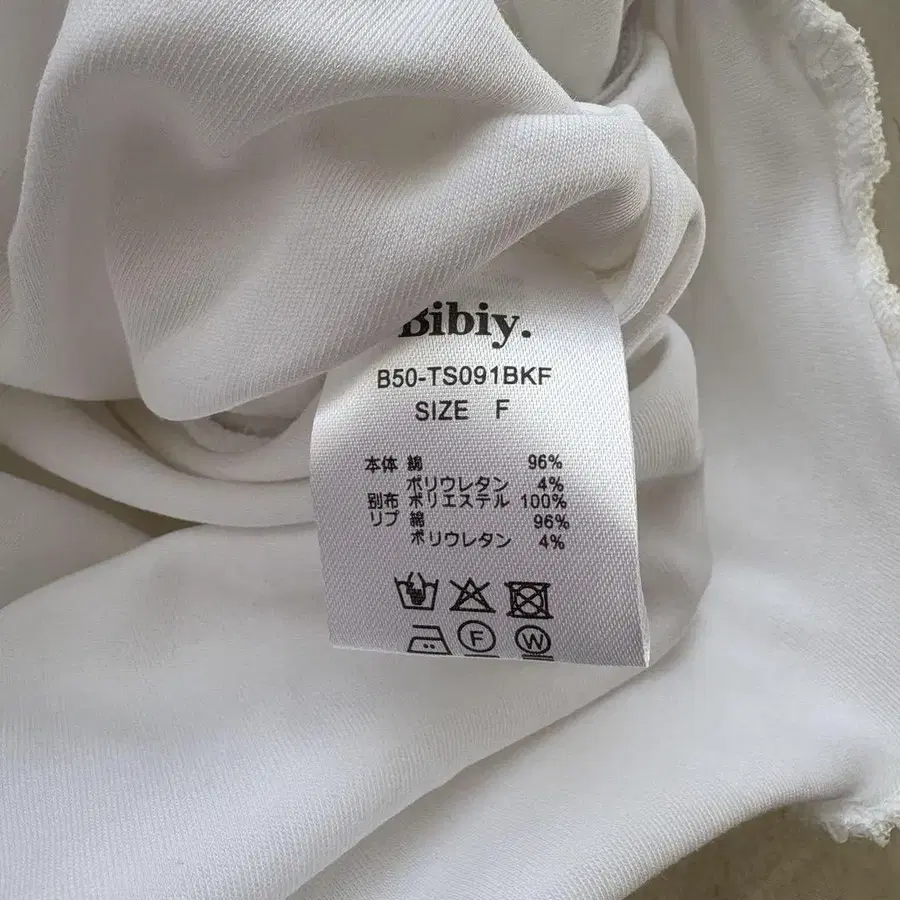 Bibiy.
B50-TS091BKF
SIZE F
本体 綿 96%
ポリウレタン 4%
別布 ポリエステル 100%
リブ 綿 96%
ポリウレタン 4%
F W